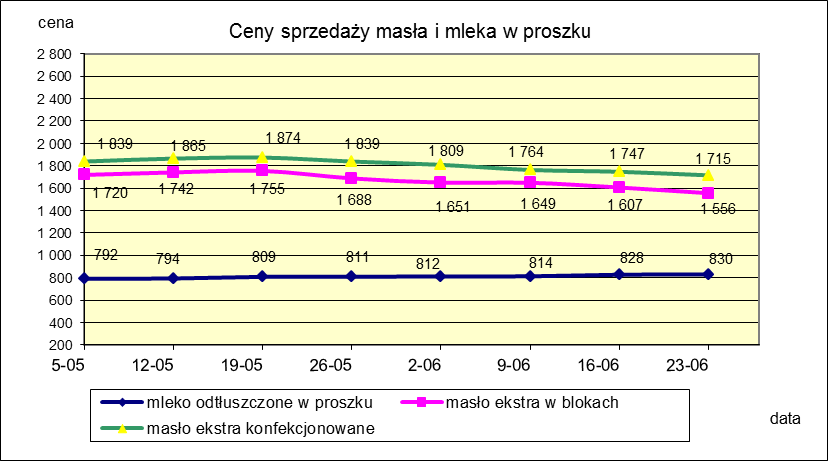 cena
Ceny sprzedaży masła i mleka w proszku
2 800
2 600
2 400
2 200
2 000
1 800
1 600
1 400
1 200
1 000
800
600
400
200
1 839 1 865 1 874 1 839 1 809 1 764 1 747 1 715
1 720 1 742 1 755 1 688 1 651 1 649 1 607 1 556
792 794 809 811 812 814 828 830
5-05 12-05 19-05 26-05 2-06 9-06 16-06 23-06
mleko odtłuszczone w proszku masło ekstra w blokach
masło ekstra konfekcjonowane
data